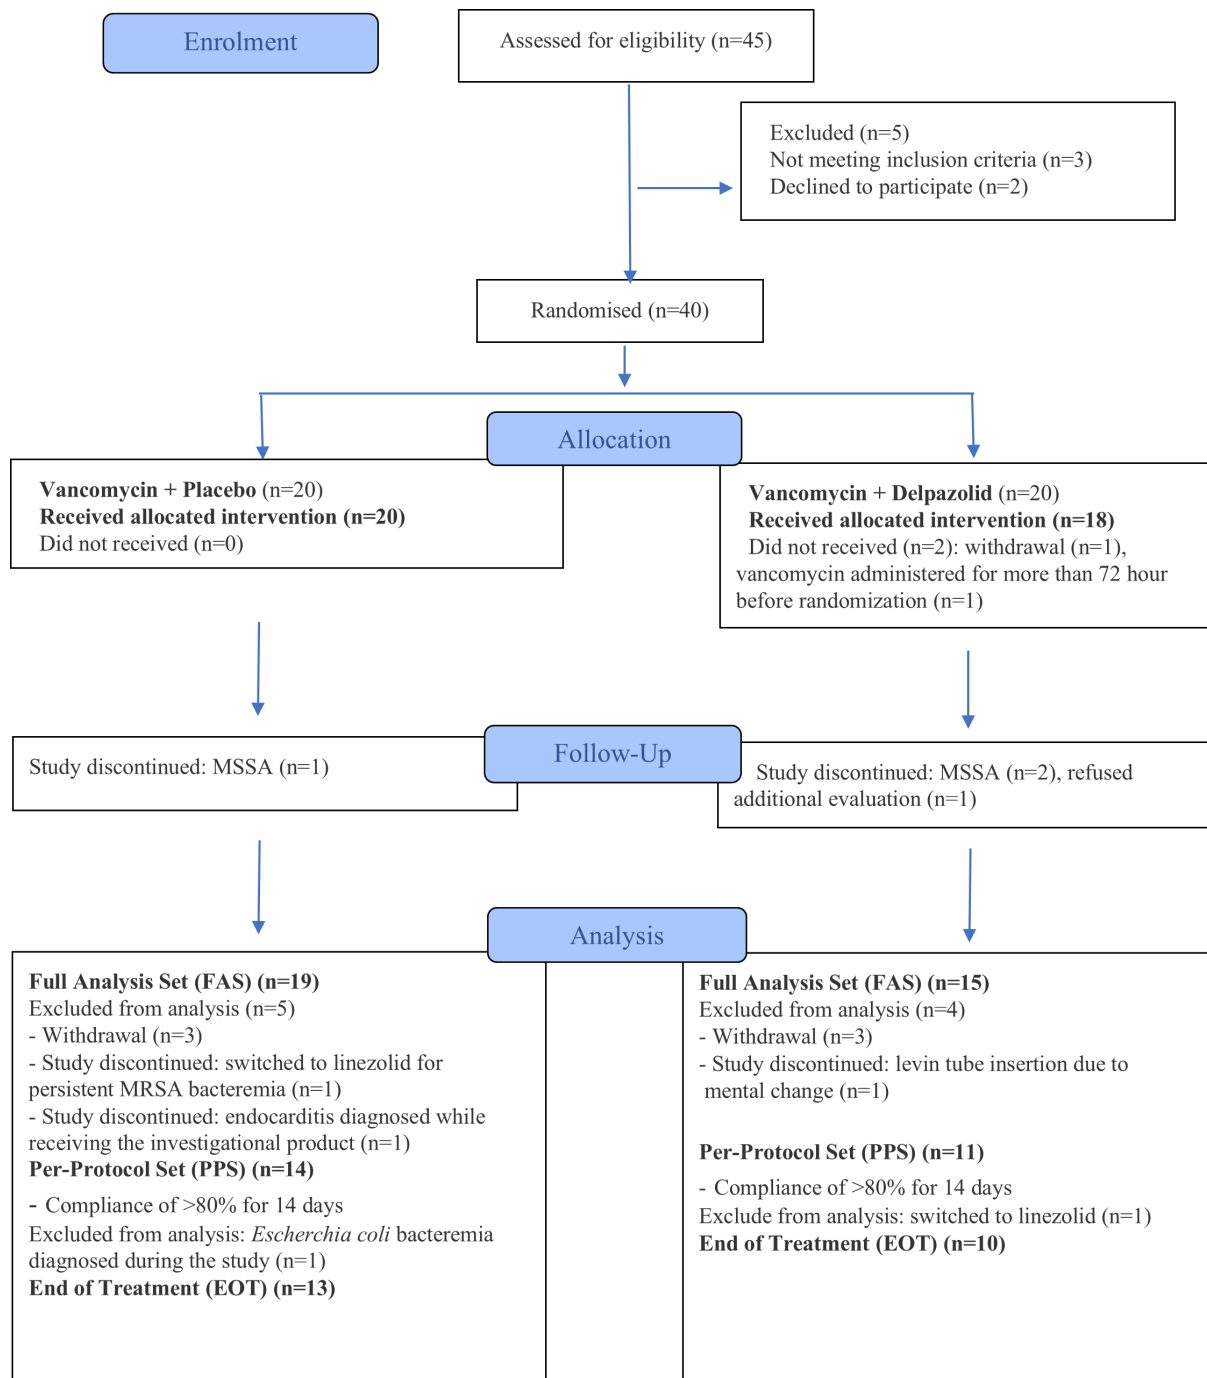 Enrolment
Assessed for eligibility (n=45)
Excluded (n=5)
Not meeting inclusion criteria (n=3)
Declined to participate (n=2)
Randomised (n=40)
Allocation
Vancomycin + Placebo (n=20)
Received allocated intervention (n=20)
Did not received (n=0)
Vancomycin + Delpazolid (n=20)
Received allocated intervention (n=18)
Did not received (n=2): withdrawal (n=1),
vancomycin administered for more than 72 hour
before randomization (n=1)
Follow-Up
Study discontinued: MSSA (n=1)
Study discontinued: MSSA (n=2), refused
additional evaluation (n=1)
Analysis
Full Analysis Set (FAS) (n=19)
Excluded from analysis (n=5)
- Withdrawal (n=3)
- Study discontinued: switched to linezolid for
persistent MRSA bacteremia (n=1)
- Study discontinued: endocarditis diagnosed while
receiving the investigational product (n=1)
Per-Protocol Set (PPS) (n=14)
- Compliance of >80% for 14 days
Excluded from analysis: Escherchia coli bacteremia
diagnosed during the study (n=1)
End of Treatment (EOT) (n=13)
Full Analysis Set (FAS) (n=15)
Excluded from analysis (n=4)
- Withdrawal (n=3)
- Study discontinued: levin tube insertion due to
mental change (n=1)
Per-Protocol Set (PPS) (n=11)
- Compliance of >80% for 14 days
Exclude from analysis: switched to linezolid (n=1)
End of Treatment (EOT) (n=10)